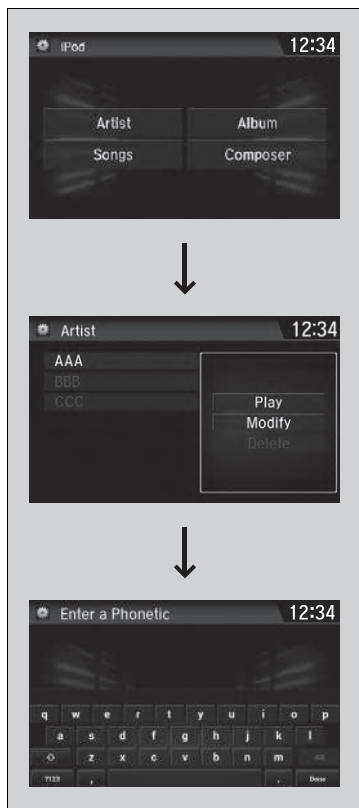 iPod 12:34
Artist Album
Songs Composer
Artist 12:34
AAA
BBB
CCC
Play
Modify
Delete
Enter a Phonetic 12:34
q w e r t y u i o p
a s d f g h j k l
z x c v b n m
?123 , . Done